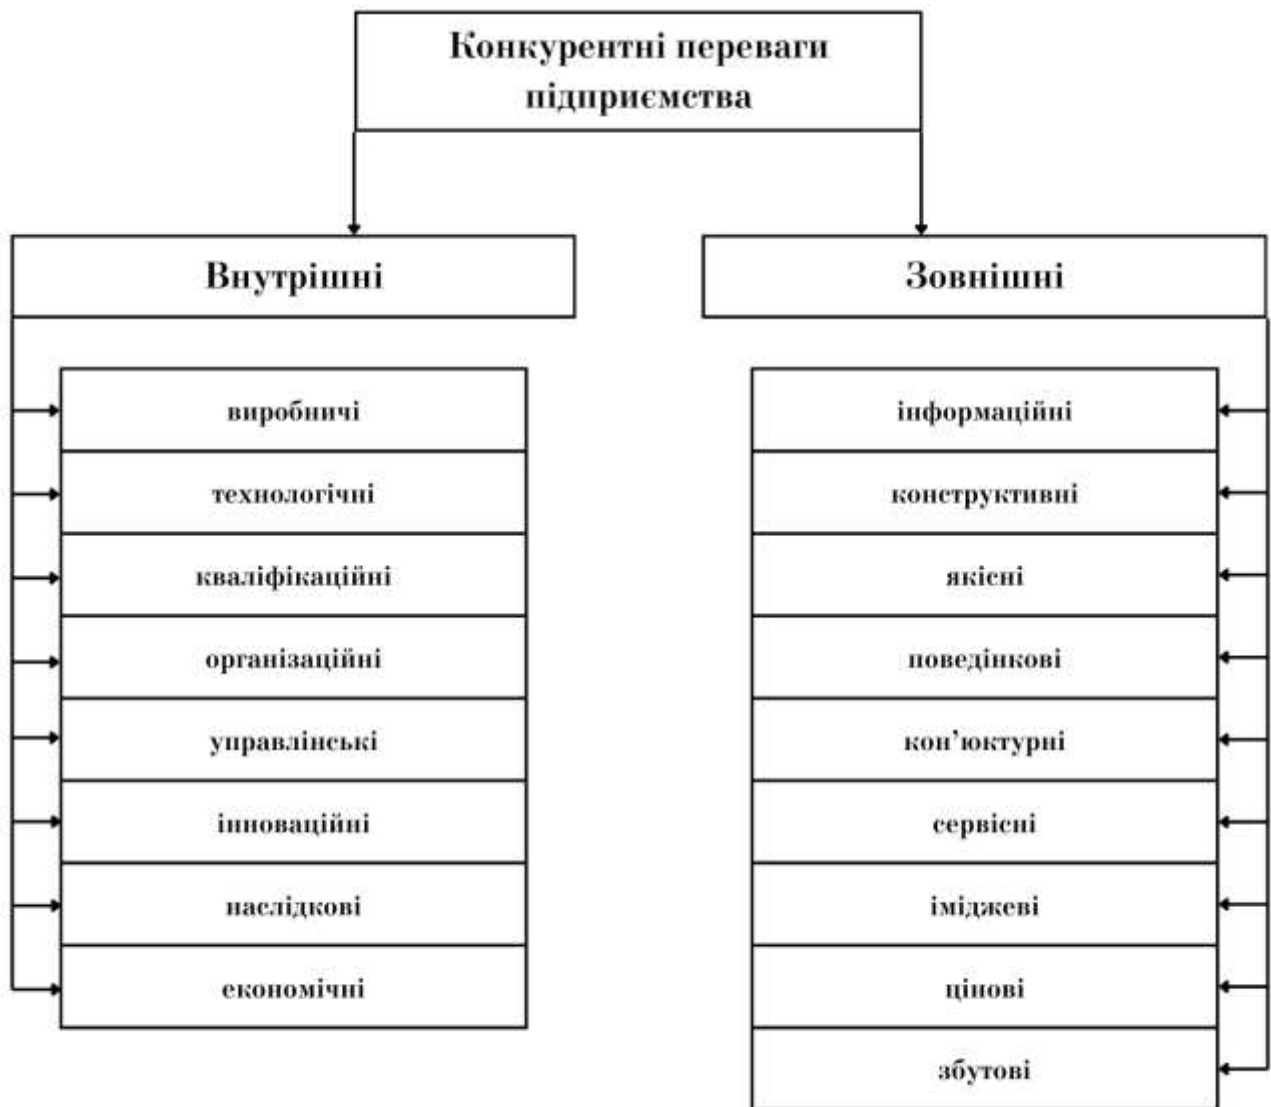 Конкурентні переваги
підприємства
Внутрішні
виробничі
технологічні
кваліфікаційні
організаційні
управлінські
інноваційні
наслідкові
економічні
Зовнішні
інформаційні
конструктивні
якісні
поведінкові
кон’юктурні
сервісні
іміджеві
цінові
збутові